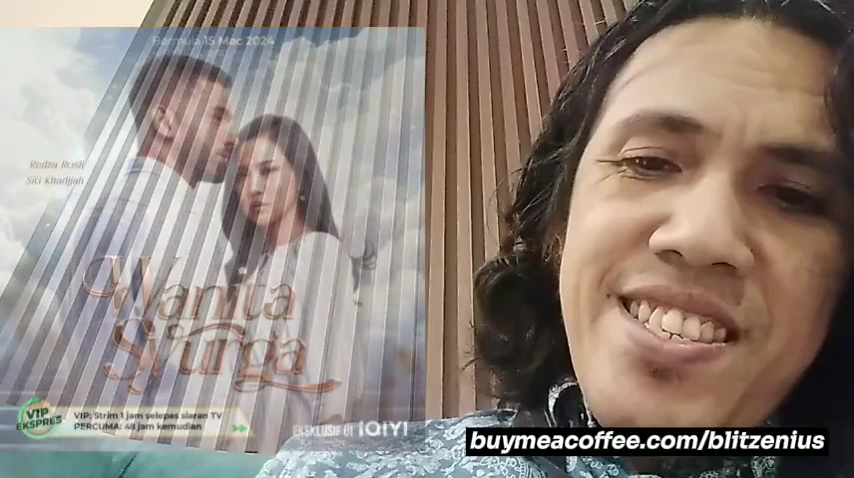 Bermula 15 Mac 2024
Redza Rosli
Siti Khadijah
Wanita
Syurga
VIP
EKSPRES
VIP: Strim 1 jam selepas siaran TV
PERCUMA: 48 jam kemudian
EKSKLUSIF DI iQIYI
buymeacoffee.com/blitzenius